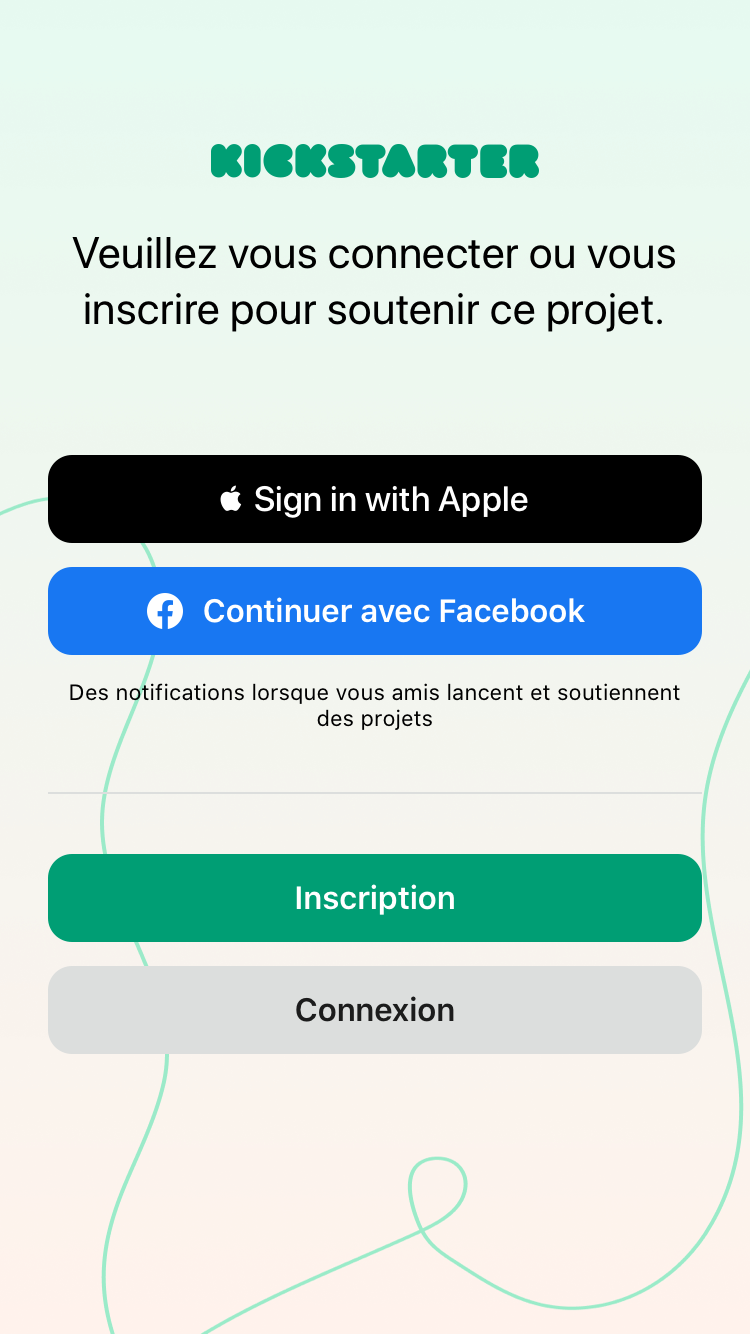 KICKSTARTER
Veuillez vous connecter ou vous
inscrire pour soutenir ce projet.
Sign in with Apple
Continuer avec Facebook
Des notifications lorsque vous amis lancent et soutiennent
des projets
Inscription
Connexion